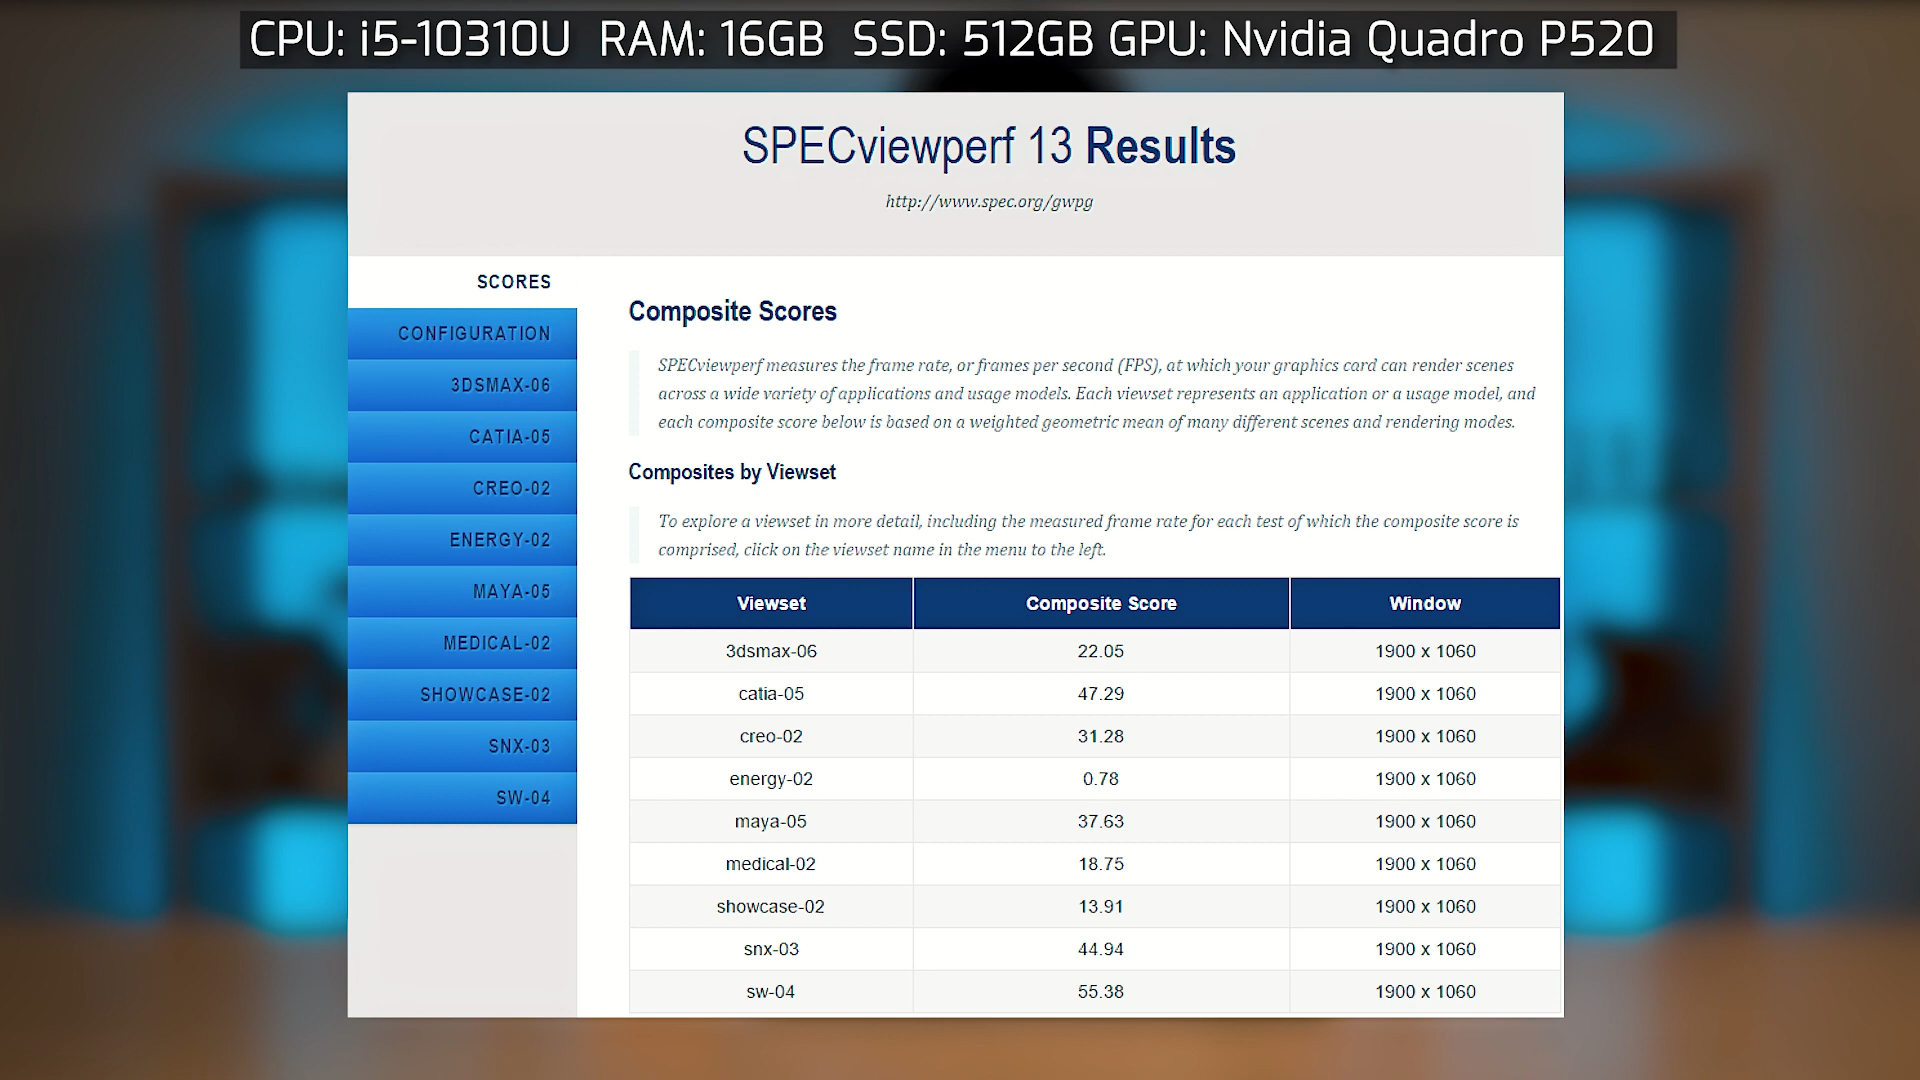 CPU: i5-10310U  RAM: 16GB  SSD: 512GB GPU: Nvidia Quadro P520
SPECviewperf 13 Results
http://www.spec.org/gwpg
SCORES
CONFIGURATION
3DSMAX-06
CATIA-05
CREO-02
ENERGY-02
MAYA-05
MEDICAL-02
SHOWCASE-02
SNX-03
SW-04
Composite Scores
SPECviewperf measures the frame rate, or frames per second (FPS), at which your graphics card can render scenes
across a wide variety of applications and usage models. Each viewset represents an application or a usage model, and
each composite score below is based on a weighted geometric mean of many different scenes and rendering modes.
Composites by Viewset
To explore a viewset in more detail, including the measured frame rate for each test of which the composite score is
comprised, click on the viewset name in the menu to the left.
Viewset Composite Score Window
3dsmax-06 22.05 1900 x 1060
catia-05 47.29 1900 x 1060
creo-02 31.28 1900 x 1060
energy-02 0.78 1900 x 1060
maya-05 37.63 1900 x 1060
medical-02 18.75 1900 x 1060
showcase-02 13.91 1900 x 1060
snx-03 44.94 1900 x 1060
sw-04 55.38 1900 x 1060